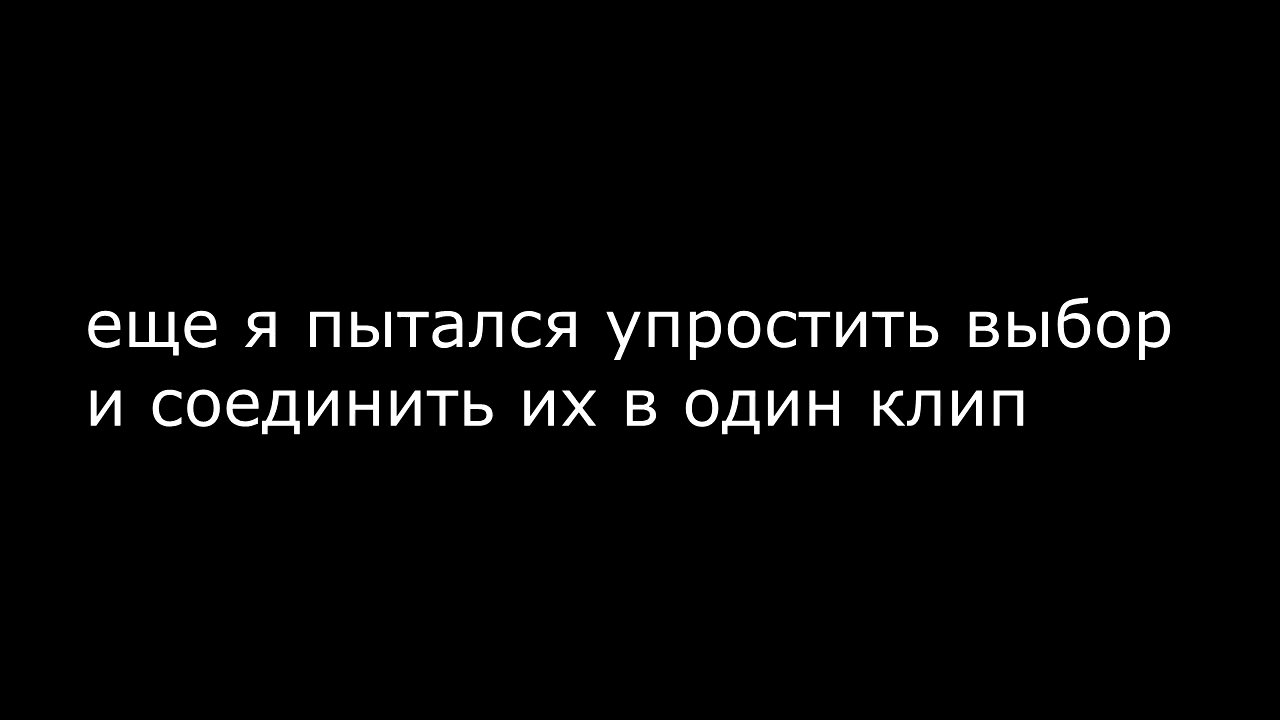 еще я пытался упростить выбор
и соединить их в один клип